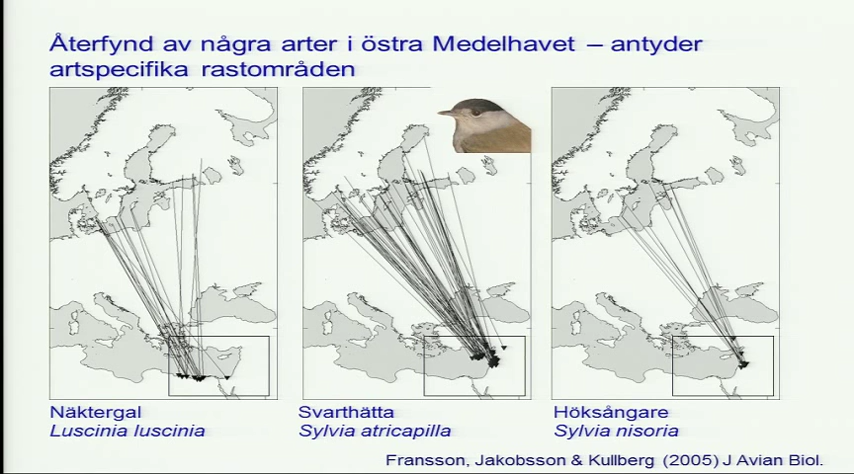 Återfynd av några arter i östra Medelhavet – antyder
artspecifika rastområden
Näktergal
Luscinia luscinia
Svarthätta
Sylvia atricapilla
Höksångare
Sylvia nisoria
Fransson, Jakobsson & Kullberg (2005) J Avian Biol.